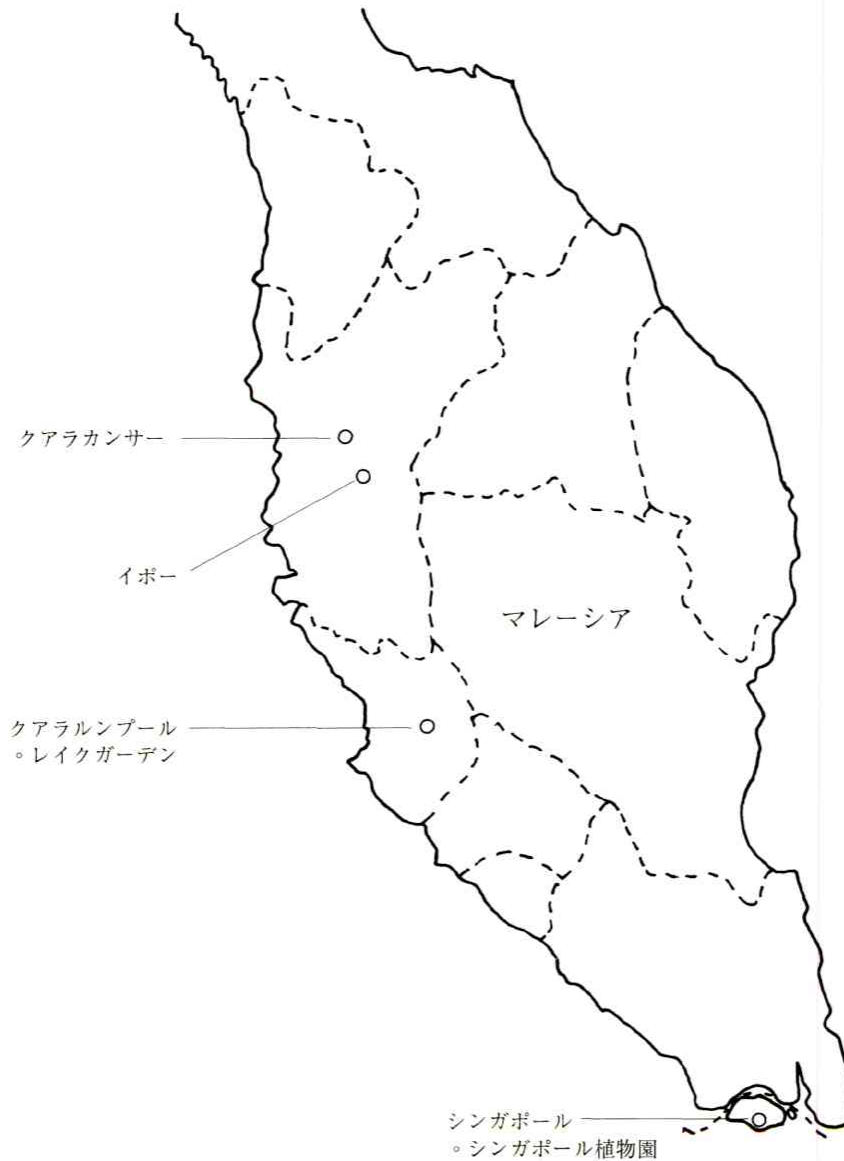 クアラカンサー
イポー
マレーシア
クアラルンプール
。レイクガーデン
シンガポール
。シンガポール植物園